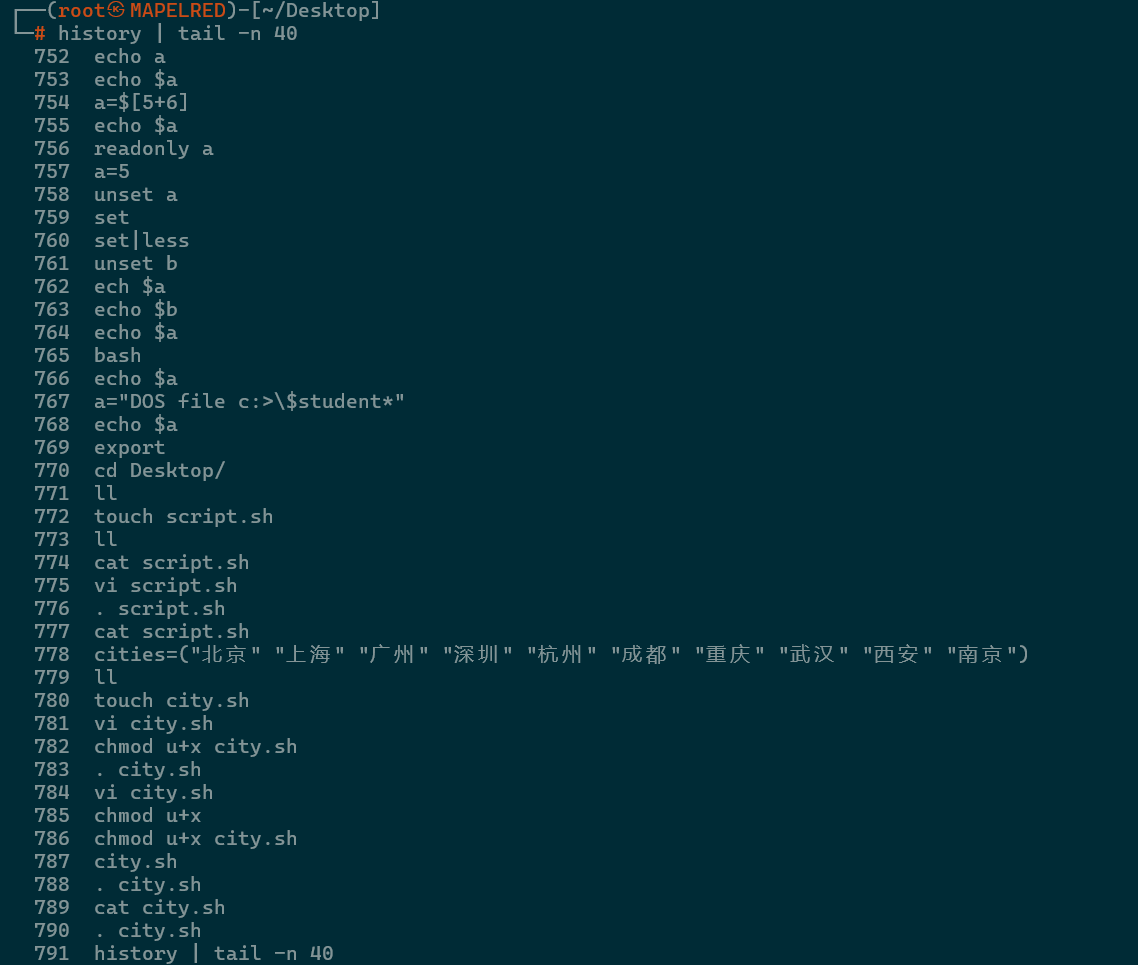 ┌──(root㉿MAPELRED)-[~/Desktop]
└─# history | tail -n 40
752 echo a
753 echo $a
754 a=$[5+6]
755 echo $a
756 readonly a
757 a=5
758 unset a
759 set
760 set|less
761 unset b
762 ech $a
763 echo $b
764 echo $a
765 bash
766 echo $a
767 a="DOS file c:>\$student*"
768 echo $a
769 export
770 cd Desktop/
771 ll
772 touch script.sh
773 ll
774 cat script.sh
775 vi script.sh
776 . script.sh
777 cat script.sh
778 cities=("北京" "上海" "广州" "深圳" "杭州" "成都" "重庆" "武汉" "西安" "南京")
779 ll
780 touch city.sh
781 vi city.sh
782 chmod u+x city.sh
783 . city.sh
784 vi city.sh
785 chmod u+x
786 chmod u+x city.sh
787 city.sh
788 . city.sh
789 cat city.sh
790 . city.sh
791 history | tail -n 40